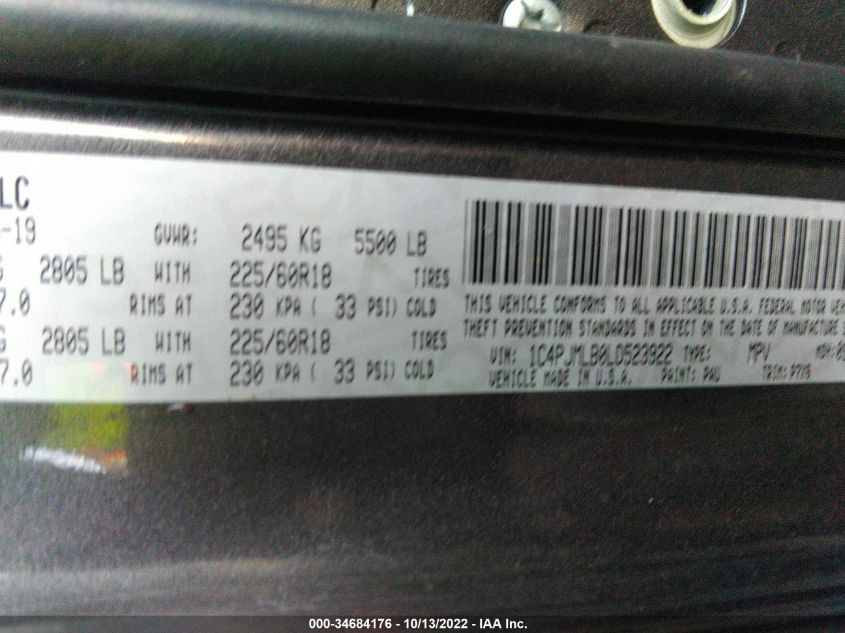 LC
-19 GVWR: 2495 KG 5500 LB
G 2805 LB WITH 225/60R18 TIRES
7.0 RIMS AT 230 KPA ( 33 PSI) COLD
G 2805 LB WITH 225/60R18 TIRES
7.0 RIMS AT 230 KPA ( 33 PSI) COLD
THIS VEHICLE CONFORMS TO ALL APPLICABLE U.S.A. FEDERAL MOTOR VEH
THEFT PREVENTION STANDARDS IN EFFECT ON THE DATE OF MANUFACTURE S
VIN: 1C4PJMLB0LD523922 TYPE: MPV MDH:
VEHICLE MADE IN U.S.A. PAINT: PAU TRIM:
000-34684176 - 10/13/2022 - IAA Inc.